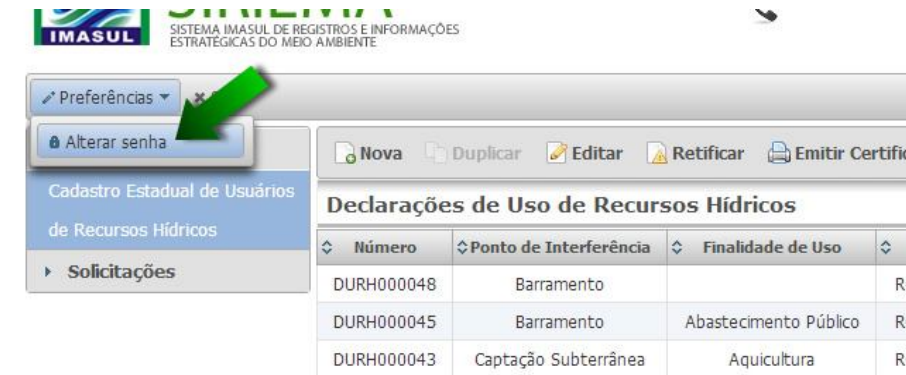 IMASUL
SISTEMA IMASUL DE REGISTROS E INFORMAÇÕES
ESTRATÉGICAS DO MEIO AMBIENTE
Preferências
Alterar senha
Nova Duplicar Editar Retificar Emitir Certific
Cadastro Estadual de Usuários
de Recursos Hídricos
Solicitações
Declarações de Uso de Recursos Hídricos
Número Ponto de Interferência Finalidade de Uso
DURH000048 Barramento R
DURH000045 Barramento Abastecimento Público R
DURH000043 Captação Subterrânea Aquicultura R